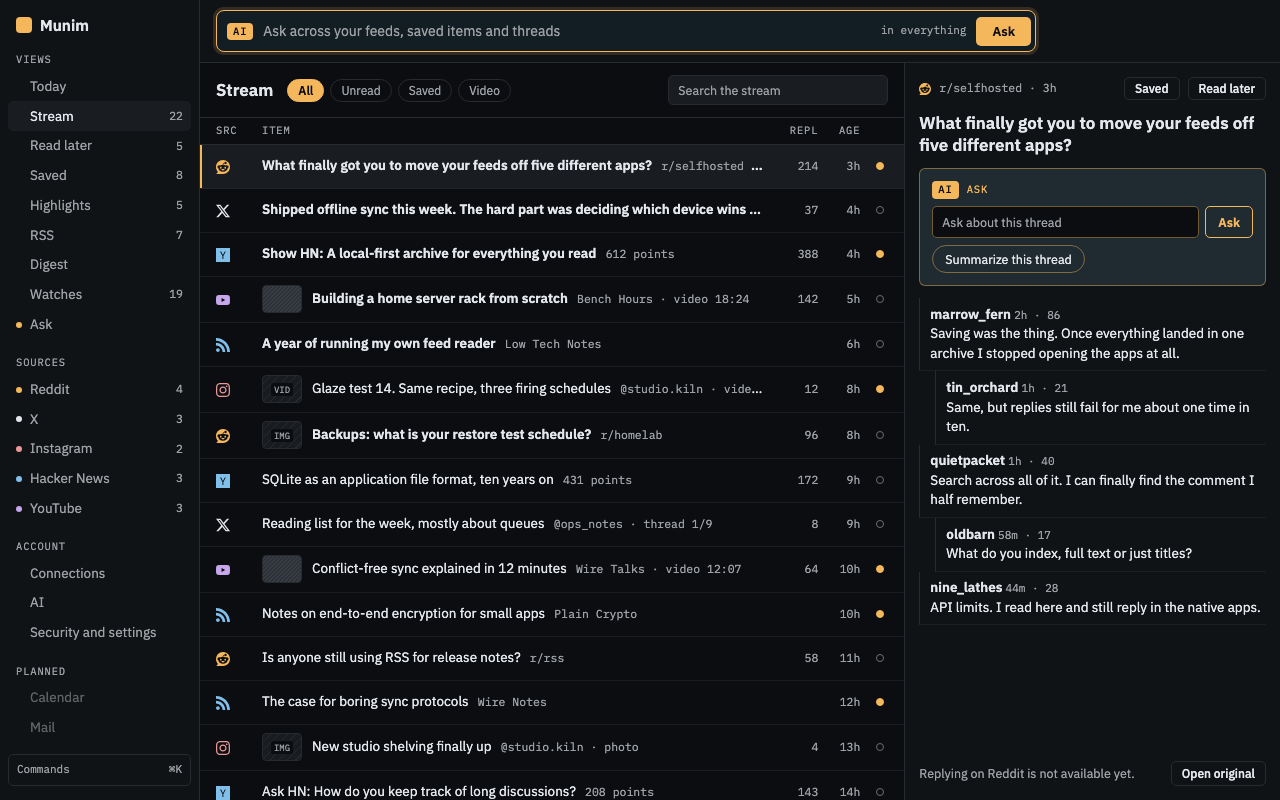 Munim
VIEWS
Today
Stream 22
Read later 5
Saved 8
Highlights 5
RSS 7
Digest
Watches 19
Ask
SOURCES
Reddit 4
X 3
Instagram 2
Hacker News 3
YouTube 3
ACCOUNT
Connections
AI
Security and settings
PLANNED
Calendar
Mail
Commands ⌘K
AI Ask across your feeds, saved items and threads in everything Ask
Stream All Unread Saved Video Search the stream
SRC ITEM REPL AGE
What finally got you to move your feeds off five different apps? r/selfhosted ... 214 3h
Shipped offline sync this week. The hard part was deciding which device wins ... 37 4h
Y Show HN: A local-first archive for everything you read 612 points 388 4h
Building a home server rack from scratch Bench Hours · video 18:24 142 5h
A year of running my own feed reader Low Tech Notes 6h
VID Glaze test 14. Same recipe, three firing schedules @studio.kiln · vide... 12 8h
IMG Backups: what is your restore test schedule? r/homelab 96 8h
Y SQLite as an application file format, ten years on 431 points 172 9h
Reading list for the week, mostly about queues @ops_notes · thread 1/9 8 9h
Conflict-free sync explained in 12 minutes Wire Talks · video 12:07 64 10h
Notes on end-to-end encryption for small apps Plain Crypto 10h
Is anyone still using RSS for release notes? r/rss 58 11h
The case for boring sync protocols Wire Notes 12h
IMG New studio shelving finally up @studio.kiln · photo 4 13h
Y Ask HN: How do you keep track of long discussions? 208 points 143 14h
r/selfhosted · 3h Saved Read later
What finally got you to move your feeds off
five different apps?
AI ASK
Ask about this thread Ask
Summarize this thread
marrow_fern 2h · 86
Saving was the thing. Once everything landed in one
archive I stopped opening the apps at all.
tin_orchard 1h · 21
Same, but replies still fail for me about one time in
ten.
quietpacket 1h · 40
Search across all of it. I can finally find the comment I
half remember.
oldbarn 58m · 17
What do you index, full text or just titles?
nine_lathes 44m · 28
API limits. I read here and still reply in the native apps.
Replying on Reddit is not available yet. Open original